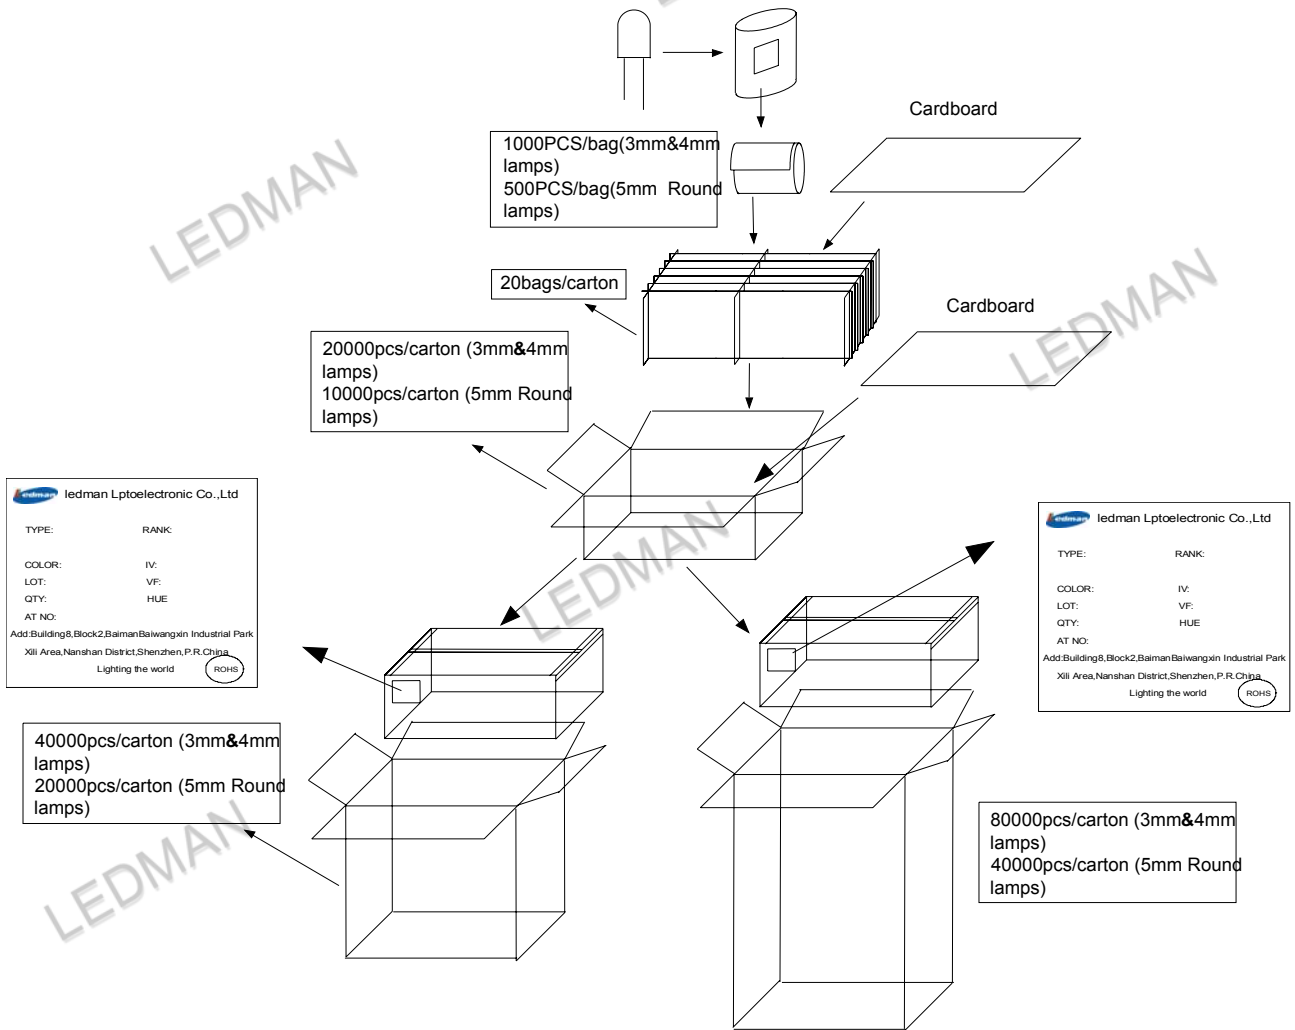 Cardboard
1000PCS/bag(3mm&4mm
lamps)
500PCS/bag(5mm Round
lamps)
LEDMAN
20bags/carton
Cardboard
LEDMAN
20000pcs/carton (3mm&4mm
lamps)
10000pcs/carton (5mm Round
lamps)
Ledman ledman Lptoelectronic Co.,Ltd
TYPE: RANK:
COLOR: IV:
LOT: VF:
QTY: HUE
AT NO:
Add:Building8,Block2,BaimanBaiwangxin Industrial Park
Xili Area,Nanshan District,Shenzhen,P.R.China
Lighting the world ROHS
LEDMAN
Ledman ledman Lptoelectronic Co.,Ltd
TYPE: RANK:
COLOR: IV:
LOT: VF:
QTY: HUE
AT NO:
Add:Building8,Block2,BaimanBaiwangxin Industrial Park
Xili Area,Nanshan District,Shenzhen,P.R.China
Lighting the world ROHS
40000pcs/carton (3mm&4mm
lamps)
20000pcs/carton (5mm Round
lamps)
LEDMAN
80000pcs/carton (3mm&4mm
lamps)
40000pcs/carton (5mm Round
lamps)